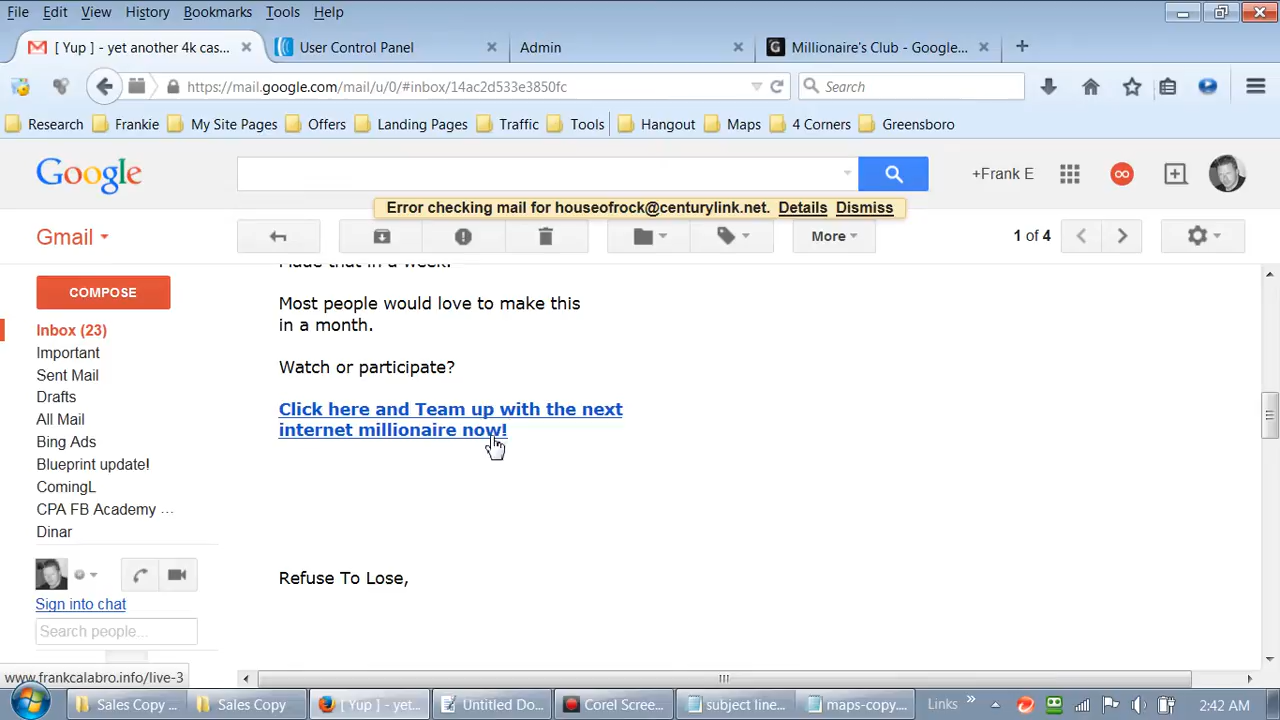 File Edit View History Bookmarks Tools Help
[ Yup ] - yet another 4k cas... User Control Panel Admin Millionaire's Club - Google...
https://mail.google.com/mail/u/0/#inbox/14ac2d533e3850fc Search
Research Frankie My Site Pages Offers Landing Pages Traffic Tools Hangout Maps 4 Corners Greensboro
Google +Frank E
Error checking mail for houseofrock@centurylink.net. Details Dismiss
Gmail More 1 of 4
COMPOSE
Inbox (23)
Important
Sent Mail
Drafts
All Mail
Bing Ads
Blueprint update!
ComingL
CPA FB Academy ...
Dinar
Sign into chat
Search people...
Made that in a week.
Most people would love to make this
in a month.
Watch or participate?
Click here and Team up with the next
internet millionaire now!
Refuse To Lose,
www.frankcalabro.info/live-3
Sales Copy ... Sales Copy [ Yup ] - yet... Untitled Do... Corel Scree... subject line... maps-copy.... Links » 2:42 AM